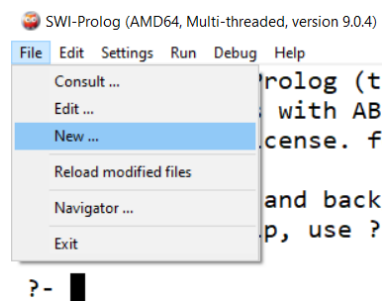 SWI-Prolog (AMD64, Multi-threaded, version 9.0.4)
File Edit Settings Run Debug Help
Consult ...
Edit ...
New ...
Reload modified files
Navigator ...
Exit
Prolog (t
with AB
cense. f
and back
p, use ?
?-